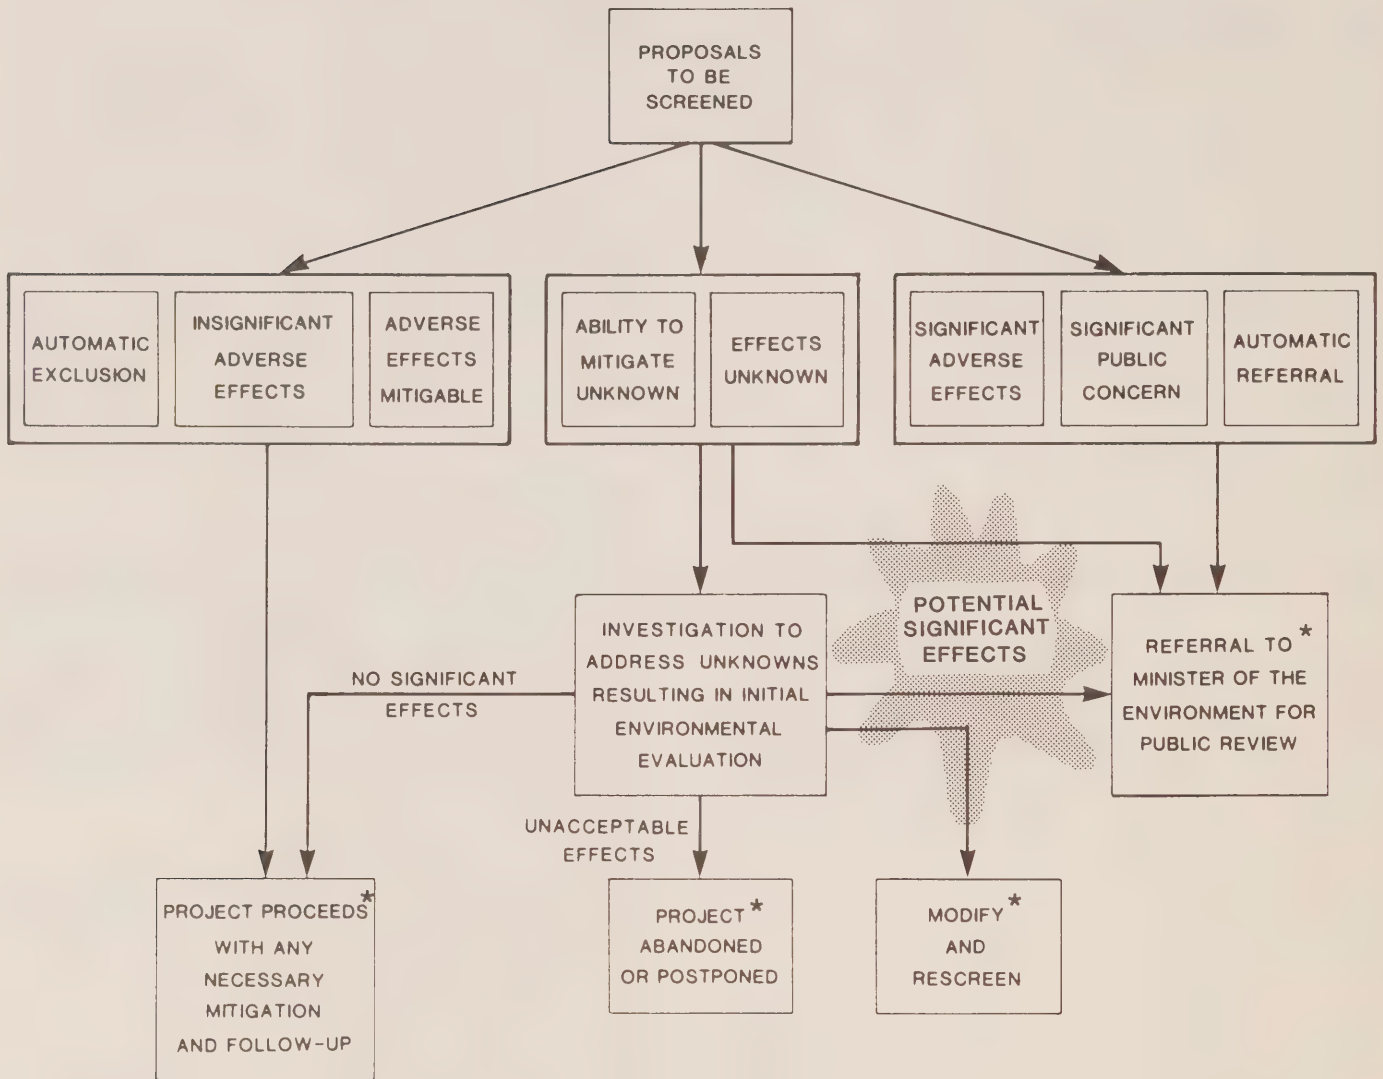 PROPOSALS
TO BE
SCREENED
AUTOMATIC
EXCLUSION
INSIGNIFICANT
ADVERSE
EFFECTS
ADVERSE
EFFECTS
MITIGABLE
ABILITY TO
MITIGATE
UNKNOWN
EFFECTS
UNKNOWN
SIGNIFICANT
ADVERSE
EFFECTS
SIGNIFICANT
PUBLIC
CONCERN
AUTOMATIC
REFERRAL
NO SIGNIFICANT
EFFECTS
INVESTIGATION TO
ADDRESS UNKNOWNS
RESULTING IN INITIAL
ENVIRONMENTAL
EVALUATION
POTENTIAL
SIGNIFICANT
EFFECTS
REFERRAL TO *
MINISTER OF THE
ENVIRONMENT FOR
PUBLIC REVIEW
UNACCEPTABLE
EFFECTS
PROJECT PROCEEDS *
WITH ANY
NECESSARY
MITIGATION
AND FOLLOW-UP
PROJECT *
ABANDONED
OR POSTPONED
MODIFY *
AND
RESCREEN